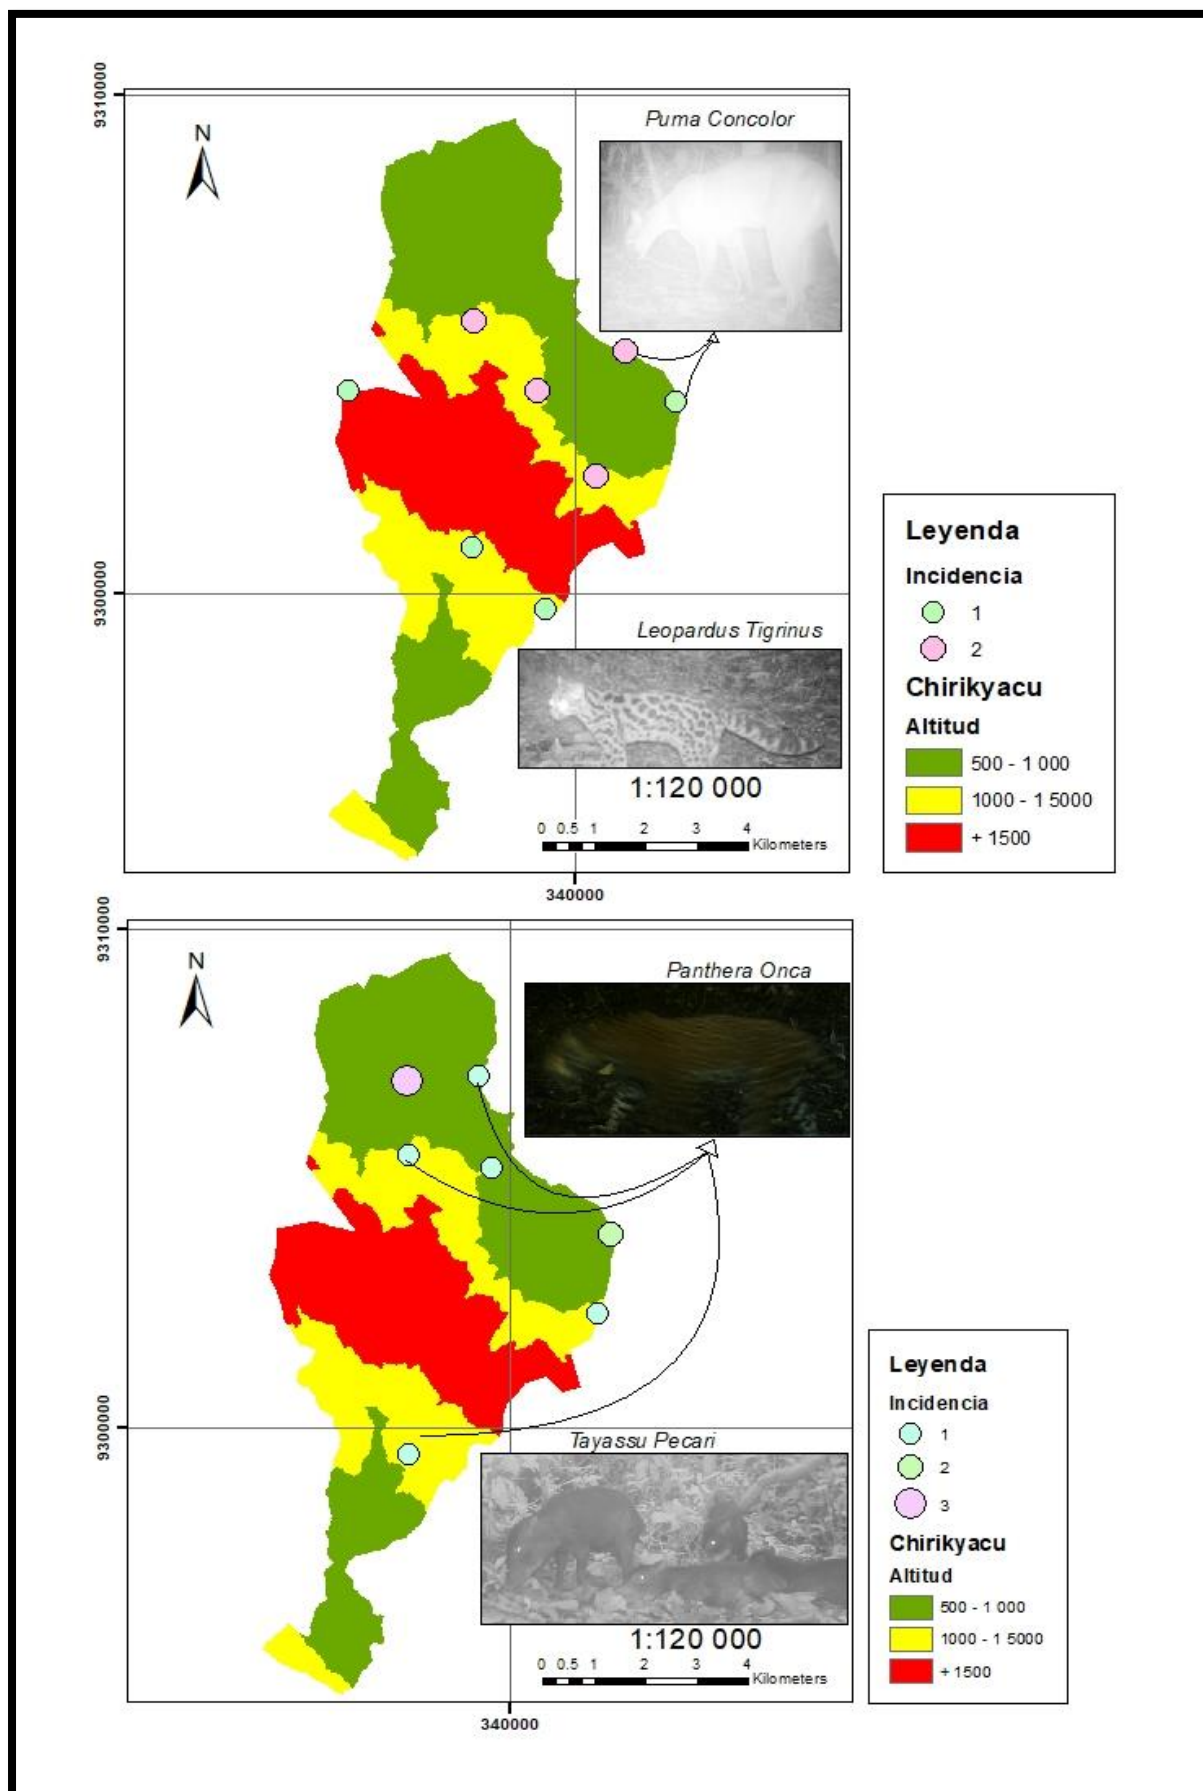 9310000
N
Puma Concolor
9300000
Leopardus Tigrinus
1:120 000
0 0.5 1 2 3 4
Kilometers
340000
Leyenda
Incidencia
1
2
Chirikyacu
Altitud
500 - 1 000
1000 - 1 5000
+ 1500
9310000
N
Panthera Onca
9300000
Tayassu Pecari
1:120 000
0 0.5 1 2 3 4
Kilometers
340000
Leyenda
Incidencia
1
2
3
Chirikyacu
Altitud
500 - 1 000
1000 - 1 5000
+ 1500